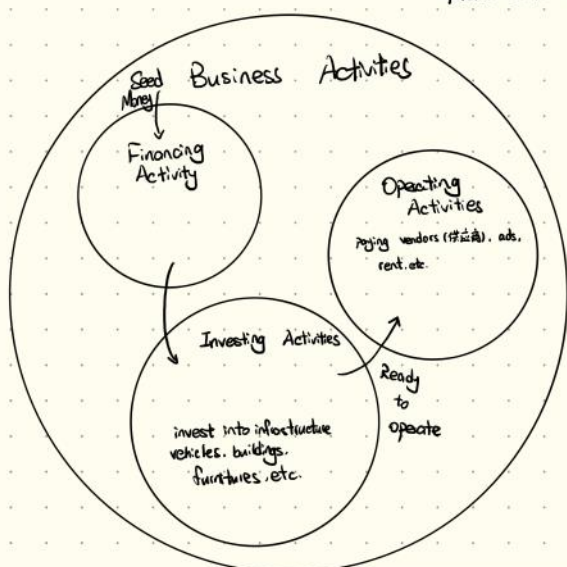 Business Activities
Seed
Money
Financing
Activity
Operating
Activities
Paying vendors (供应商), ads,
rent, etc.
Investing Activities
invest into infrastructure
vehicles, buildings,
furnitures, etc.
Ready
to
operate